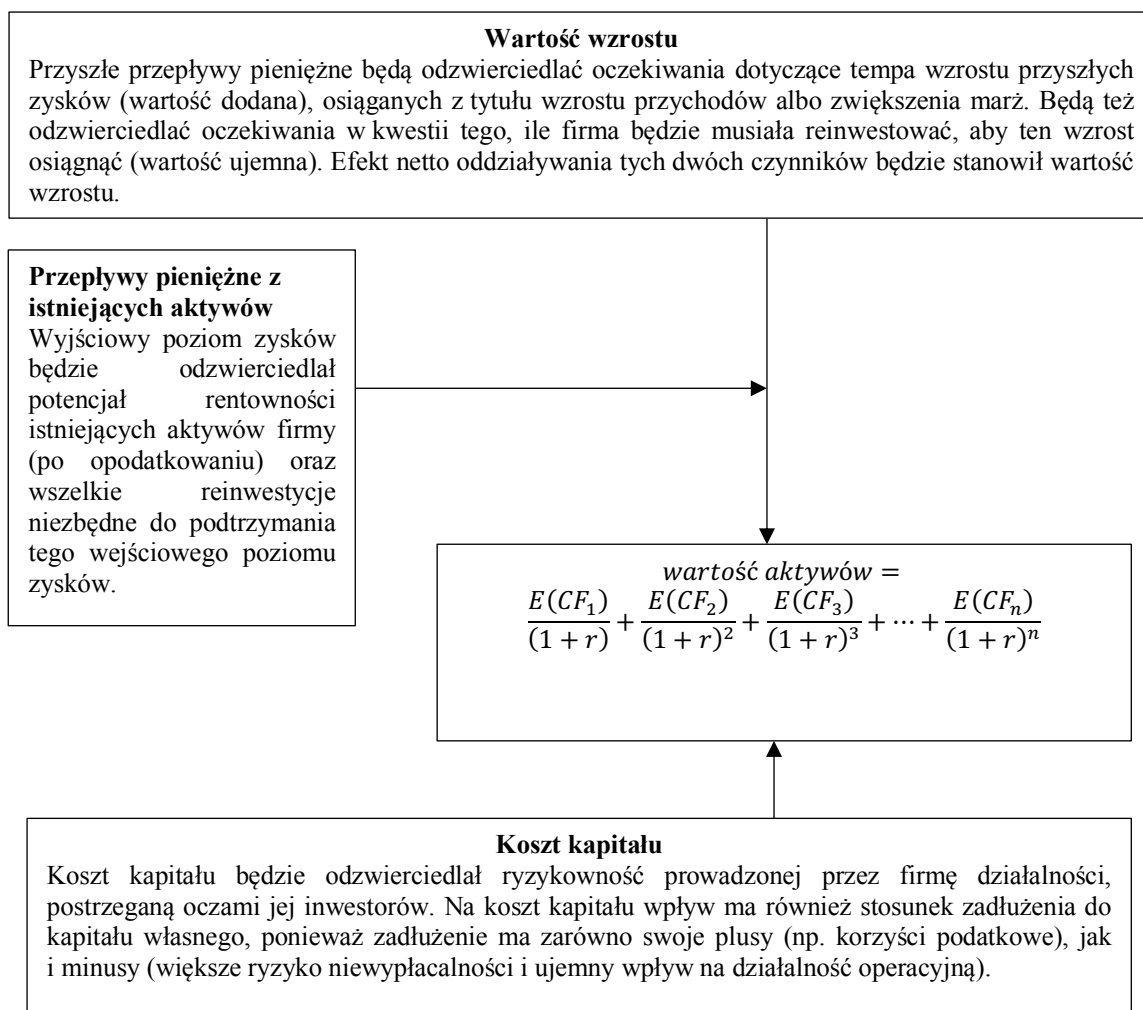 Wartość wzrostu
Przyszłe przepływy pieniężne będą odzwierciedlać oczekiwania dotyczące tempa wzrostu przyszłych
zysków (wartość dodana), osiąganych z tytułu wzrostu przychodów albo zwiększenia marż. Będą też
odzwierciedlać oczekiwania w kwestii tego, ile firma będzie musiała reinwestować, aby ten wzrost
osiągnąć (wartość ujemna). Efekt netto oddziaływania tych dwóch czynników będzie stanowił wartość
wzrostu.
Przepływy pieniężne z
istniejących aktywów
Wyjściowy poziom zysków
będzie odzwierciedlał
potencjał rentowności
istniejących aktywów firmy
(po opodatkowaniu) oraz
wszelkie reinwestycje
niezbędne do podtrzymania
tego wejściowego poziomu
zysków.
wartość aktywów =
E(CF₁)/(1 + r) + E(CF₂)/(1 + r)² + E(CF₃)/(1 + r)³ + ⋯ + E(CFₙ)/(1 + r)ⁿ
Koszt kapitału
Koszt kapitału będzie odzwierciedlał ryzykowność prowadzonej przez firmę działalności,
postrzeganą oczami jej inwestorów. Na koszt kapitału wpływ ma również stosunek zadłużenia do
kapitału własnego, ponieważ zadłużenie ma zarówno swoje plusy (np. korzyści podatkowe), jak
i minusy (większe ryzyko niewypłacalności i ujemny wpływ na działalność operacyjną).